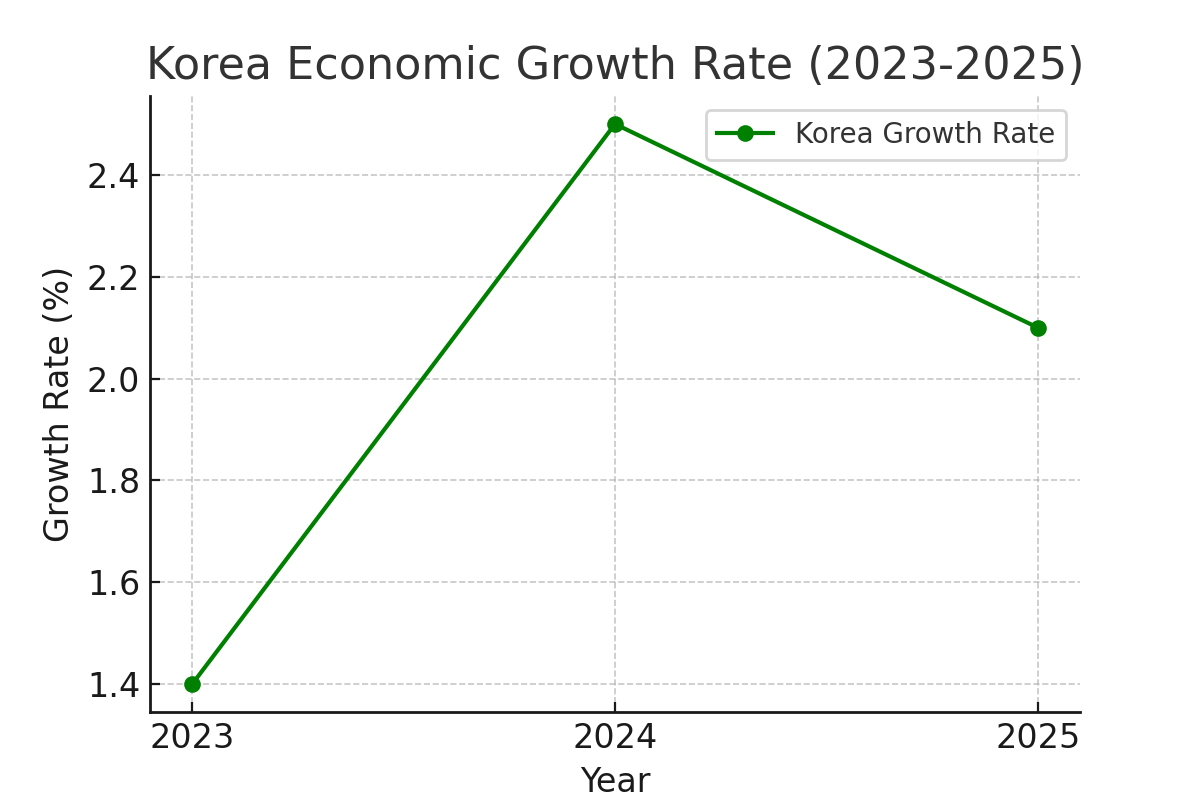 Korea Economic Growth Rate (2023-2025)
Korea Growth Rate
Growth Rate (%)
2.4
2.2
2.0
1.8
1.6
1.4
2023 2024 2025
Year